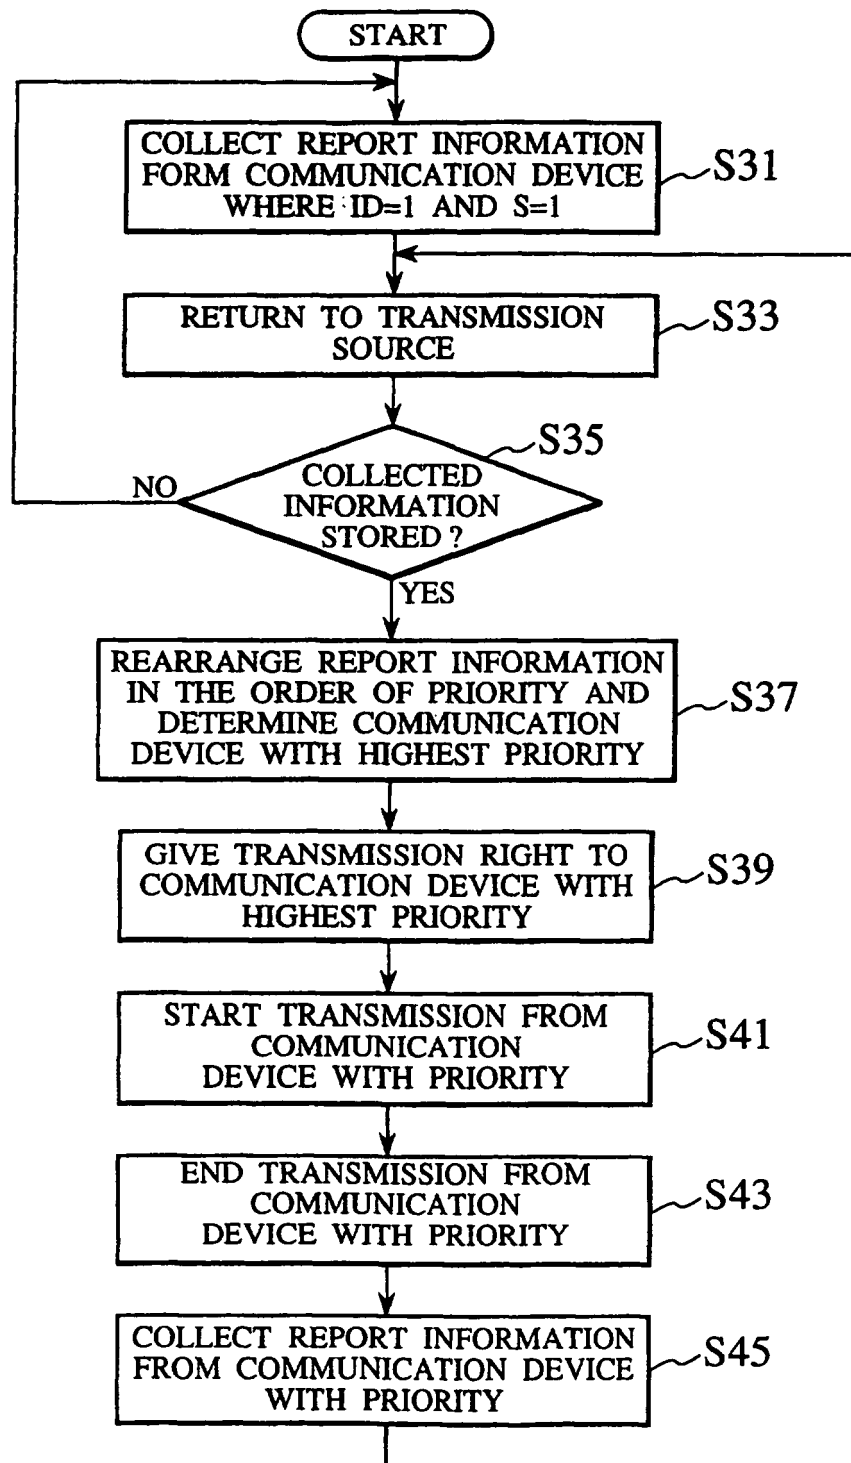 START
COLLECT REPORT INFORMATION
FORM COMMUNICATION DEVICE
WHERE ID=1 AND S=1
S31
RETURN TO TRANSMISSION
SOURCE
S33
S35
COLLECTED
INFORMATION
STORED ?
NO
YES
REARRANGE REPORT INFORMATION
IN THE ORDER OF PRIORITY AND
DETERMINE COMMUNICATION
DEVICE WITH HIGHEST PRIORITY
S37
GIVE TRANSMISSION RIGHT TO
COMMUNICATION DEVICE WITH
HIGHEST PRIORITY
S39
START TRANSMISSION FROM
COMMUNICATION
DEVICE WITH PRIORITY
S41
END TRANSMISSION FROM
COMMUNICATION
DEVICE WITH PRIORITY
S43
COLLECT REPORT INFORMATION
FROM COMMUNICATION DEVICE
WITH PRIORITY
S45